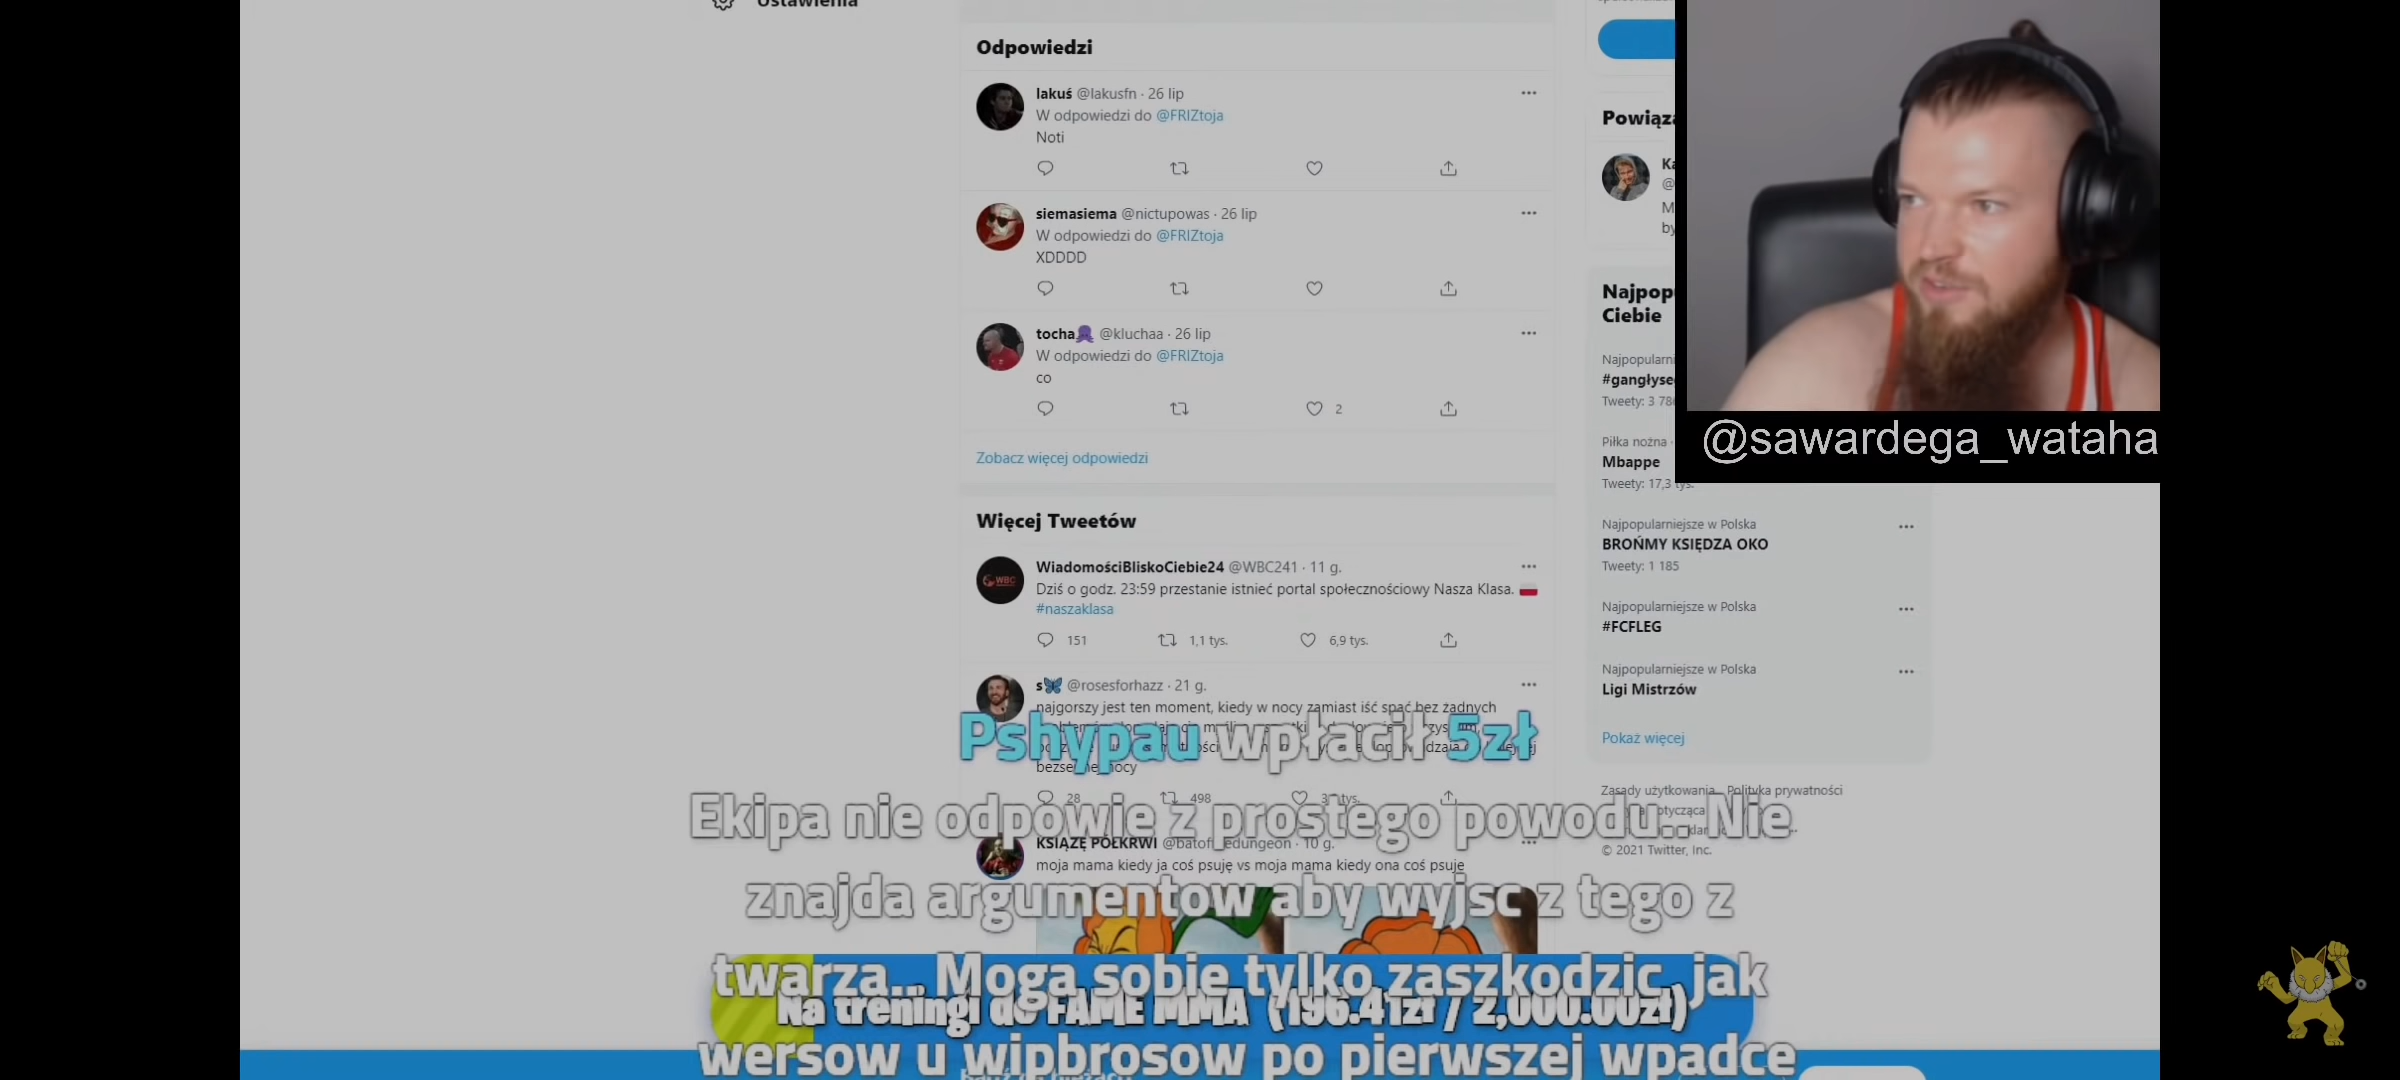 Ustawienia
Odpowiedzi
lakuś @lakusfn · 26 lip
W odpowiedzi do @FRIZtoja
Noti
siemasiema @nictupowas · 26 lip
W odpowiedzi do @FRIZtoja
XDDDD
tocha @kluchaa · 26 lip
W odpowiedzi do @FRIZtoja
co
2
Zobacz więcej odpowiedzi
Więcej Tweetów
WiadomościBliskoCiebie24 @WBC241 · 11 g.
Dziś o godz. 23:59 przestanie istnieć portal społecznościowy Nasza Klasa.
#naszaklasa
151 1,1 tys. 6,9 tys.
s @rosesforhazz · 21 g.
najgorszy jest ten moment, kiedy w nocy zamiast iść spać bez żadnych
28 498
KSIĄŻĘ PÓŁKRWI
10 g.
moja mama kiedy ja coś psuję vs moja mama kiedy ona coś psuje
Pshypau wpłacił 5zł
Ekipa nie odpowie z prostego powodu.. Nie
znajda argumentow aby wyjsc z tego z
twarza.. Moga sobie tylko zaszkodzic, jak
wersow u wipbrosow po pierwszej wpadce
Na treningi do FAME MMA (196.41zł / 2,000.00zł)
@sawardega_wataha
Ciebie
Tweety:
Piłka nożna
Mbappe
Tweety: 17,3 tys.
Najpopularniejsze w Polska
BROŃMY KSIĘDZA OKO
Tweety: 1 185
Najpopularniejsze w Polska
#FCFLEG
Najpopularniejsze w Polska
Ligi Mistrzów
Pokaż więcej
Zasady użytkowania Polityka prywatności
© 2021 Twitter, Inc.
WBC